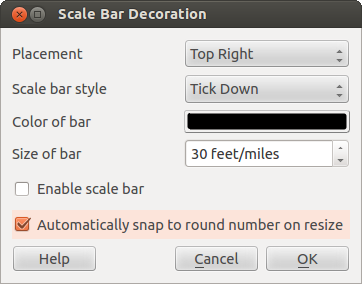 Scale Bar Decoration
Placement Top Right
Scale bar style Tick Down
Color of bar
Size of bar 30 feet/miles
Enable scale bar
Automatically snap to round number on resize
Help Cancel OK